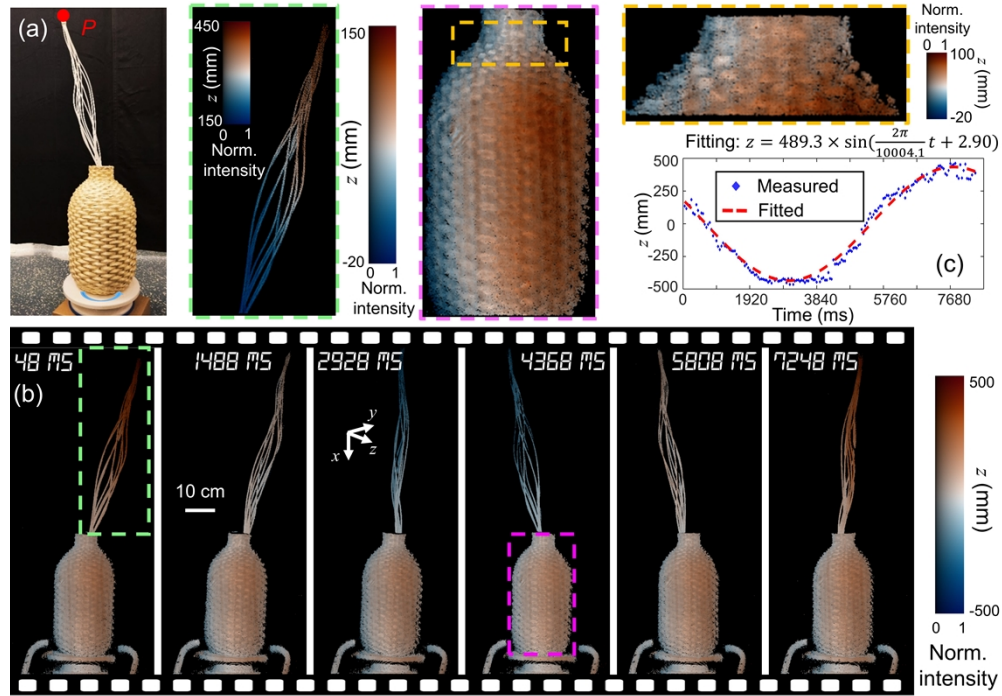 (a)
P
450
z (mm)
150
0 1
Norm.
intensity
150
z (mm)
-20
0 1
Norm.
intensity
Norm.
intensity
0 1
100
z (mm)
-20
Fitting: z = 489.3 × sin(2π/10004.1 t + 2.90)
500
z (mm)
0
-500
Measured
Fitted
(c)
0 1920 3840 5760 7680
Time (ms)
(b)
48 MS
1488 MS
2928 MS
4368 MS
5808 MS
7248 MS
y
z
x
10 cm
500
z (mm)
-500
0 1
Norm.
intensity